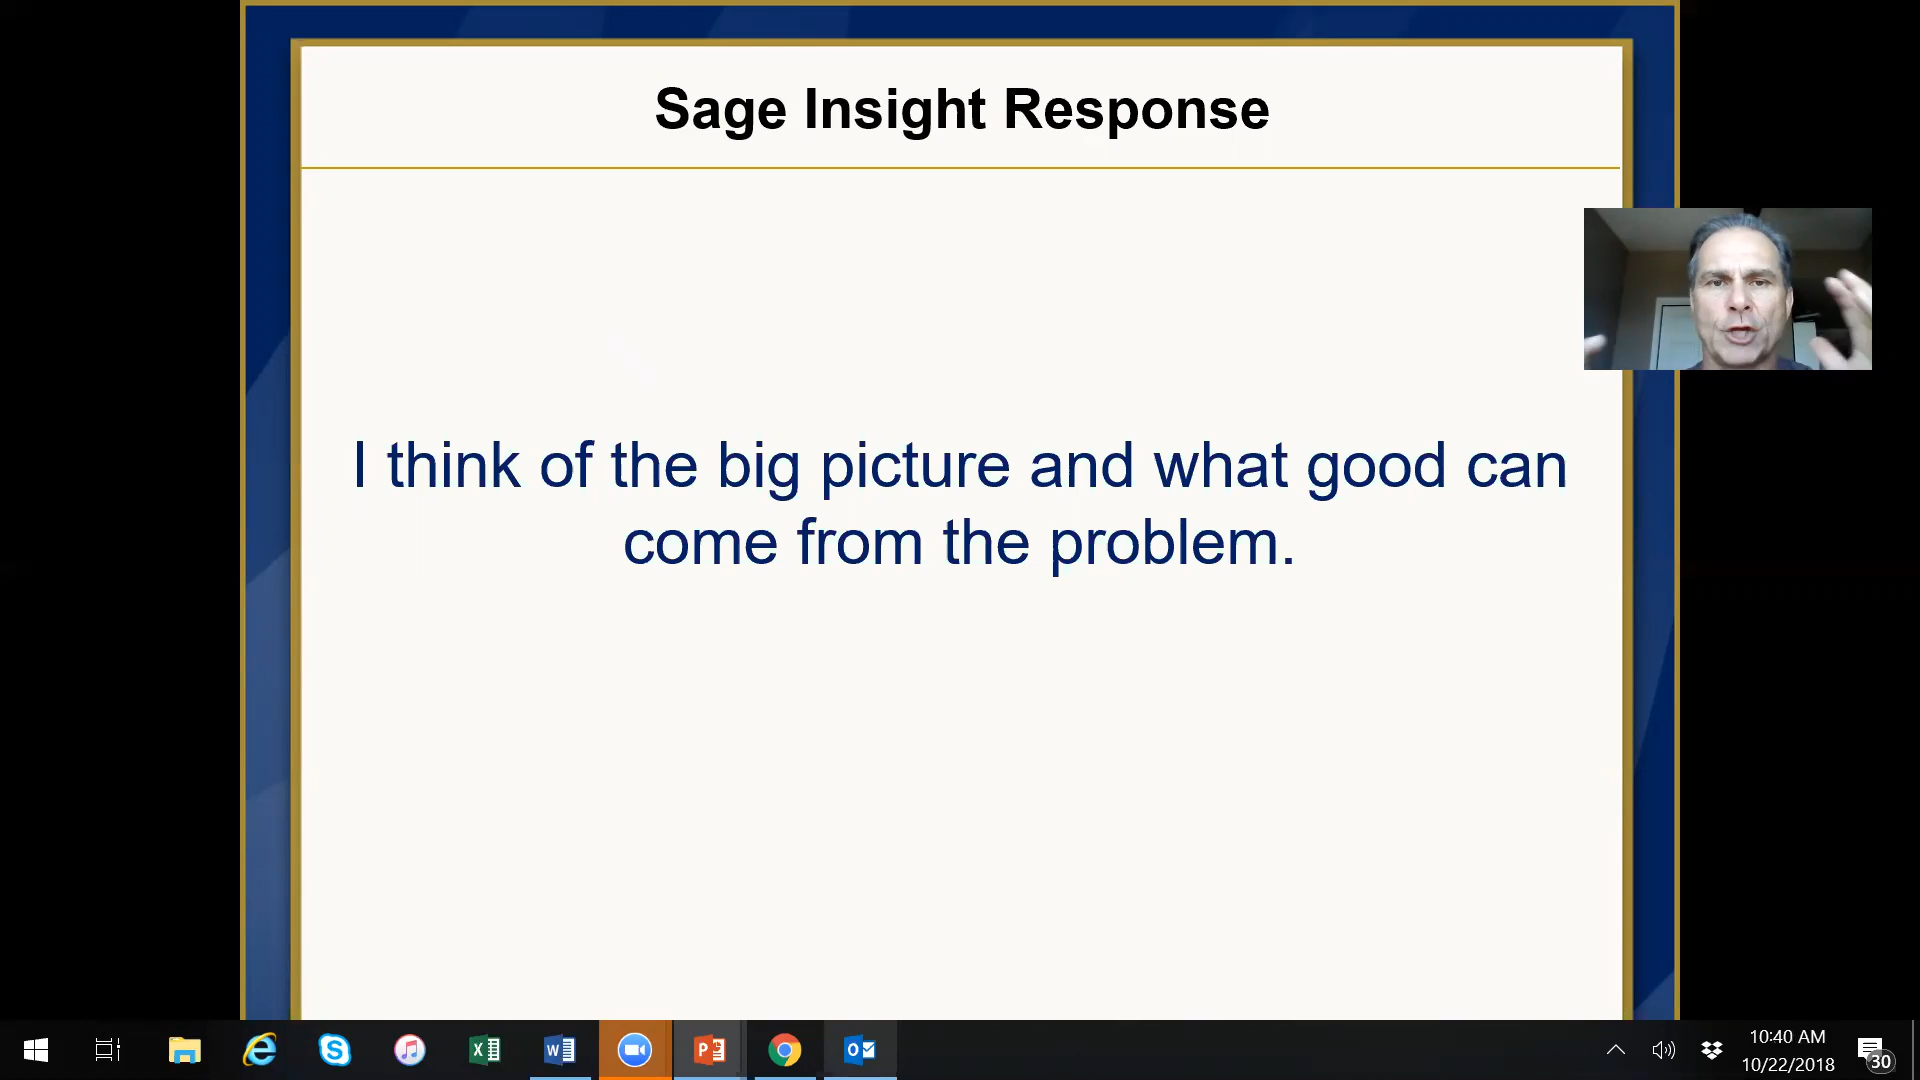 Sage Insight Response
I think of the big picture and what good can
come from the problem.
10:40 AM
10/22/2018
30